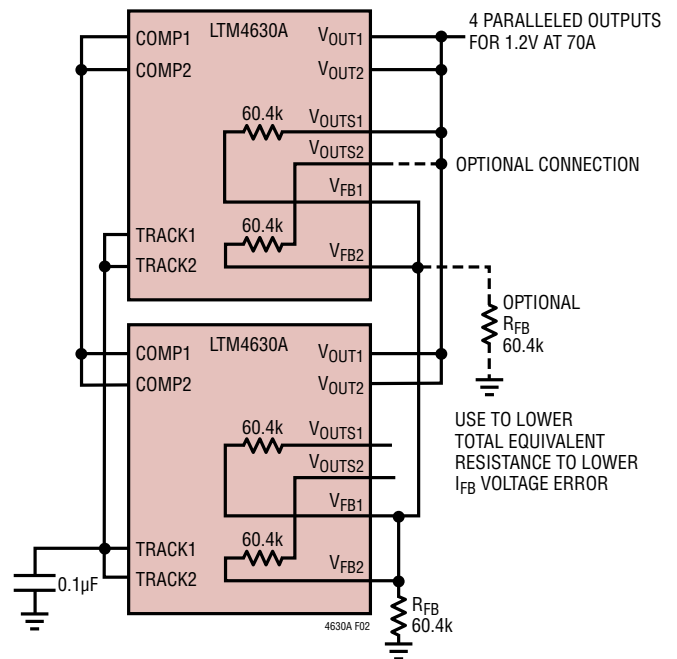 4 PARALLELED OUTPUTS
FOR 1.2V AT 70A
COMP1
LTM4630A
VOUT1
COMP2
VOUT2
60.4k
VOUTS1
VOUTS2
OPTIONAL CONNECTION
VFB1
60.4k
TRACK1
VFB2
TRACK2
OPTIONAL
RFB
60.4k
COMP1
LTM4630A
VOUT1
COMP2
VOUT2
USE TO LOWER
TOTAL EQUIVALENT
RESISTANCE TO LOWER
IFB VOLTAGE ERROR
60.4k
VOUTS1
VOUTS2
VFB1
60.4k
TRACK1
VFB2
TRACK2
0.1µF
RFB
60.4k
4630A F02